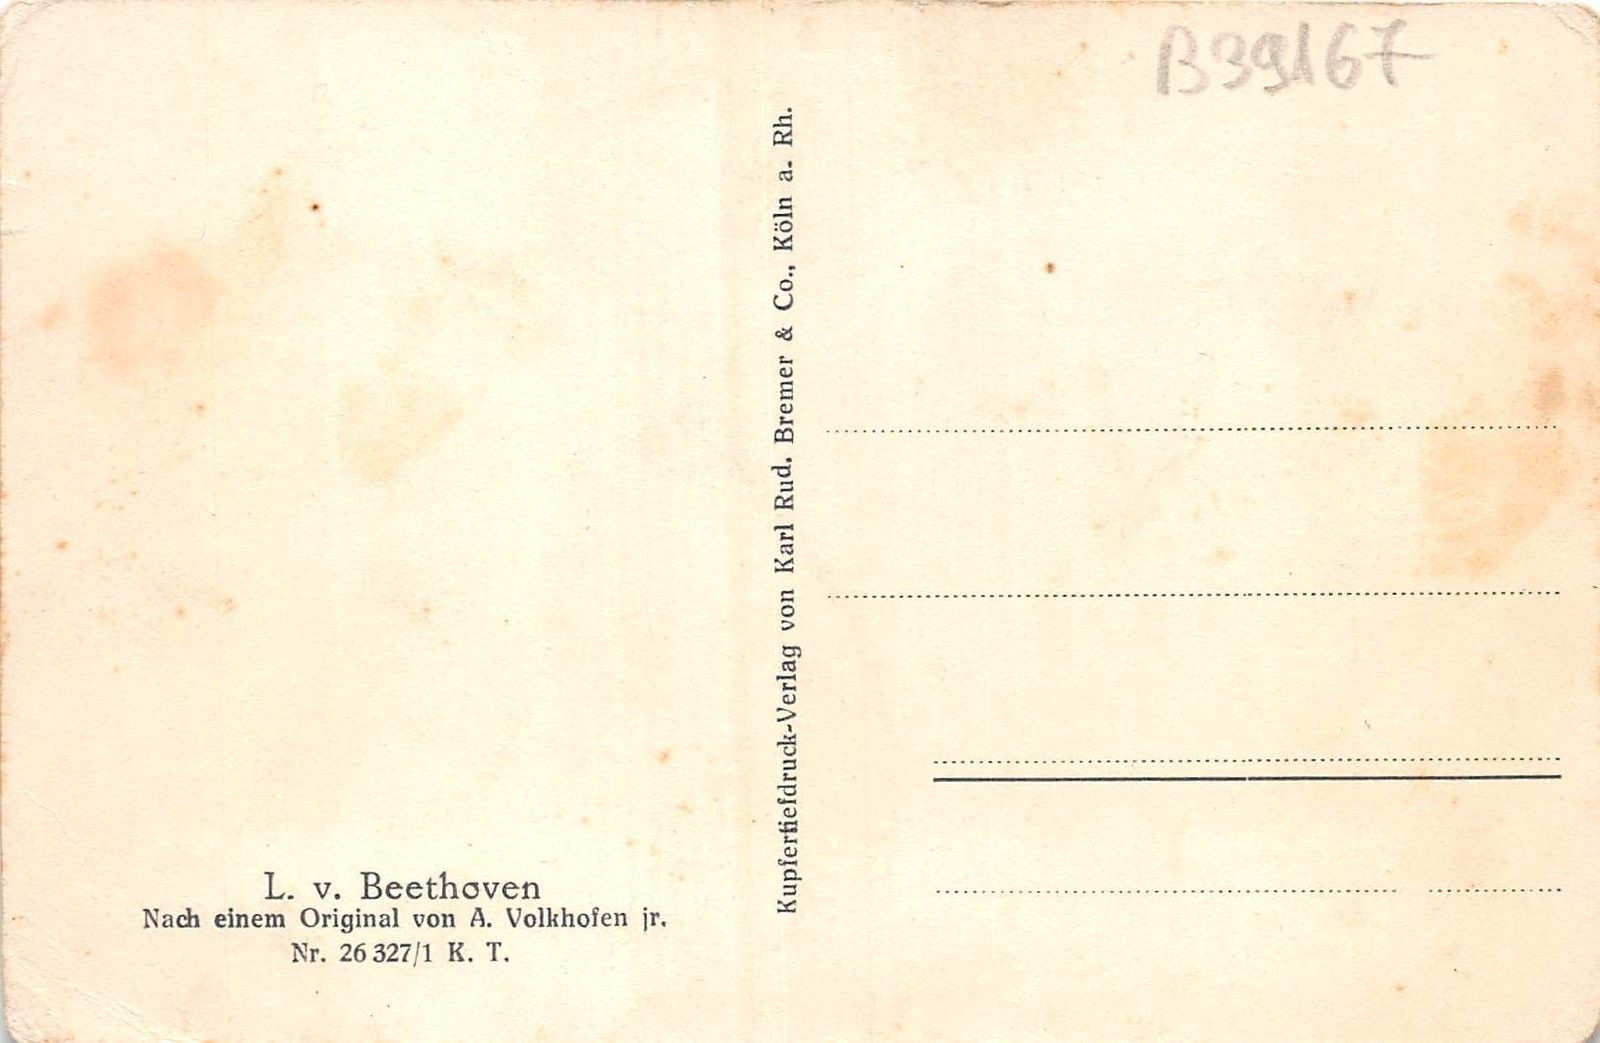 B39167
Kupfertiefdruck-Verlag von Karl Rud. Bremer & Co., Köln a. Rh.
L. v. Beethoven
Nach einem Original von A. Volkhofen jr.
Nr. 26 327/1 K. T.